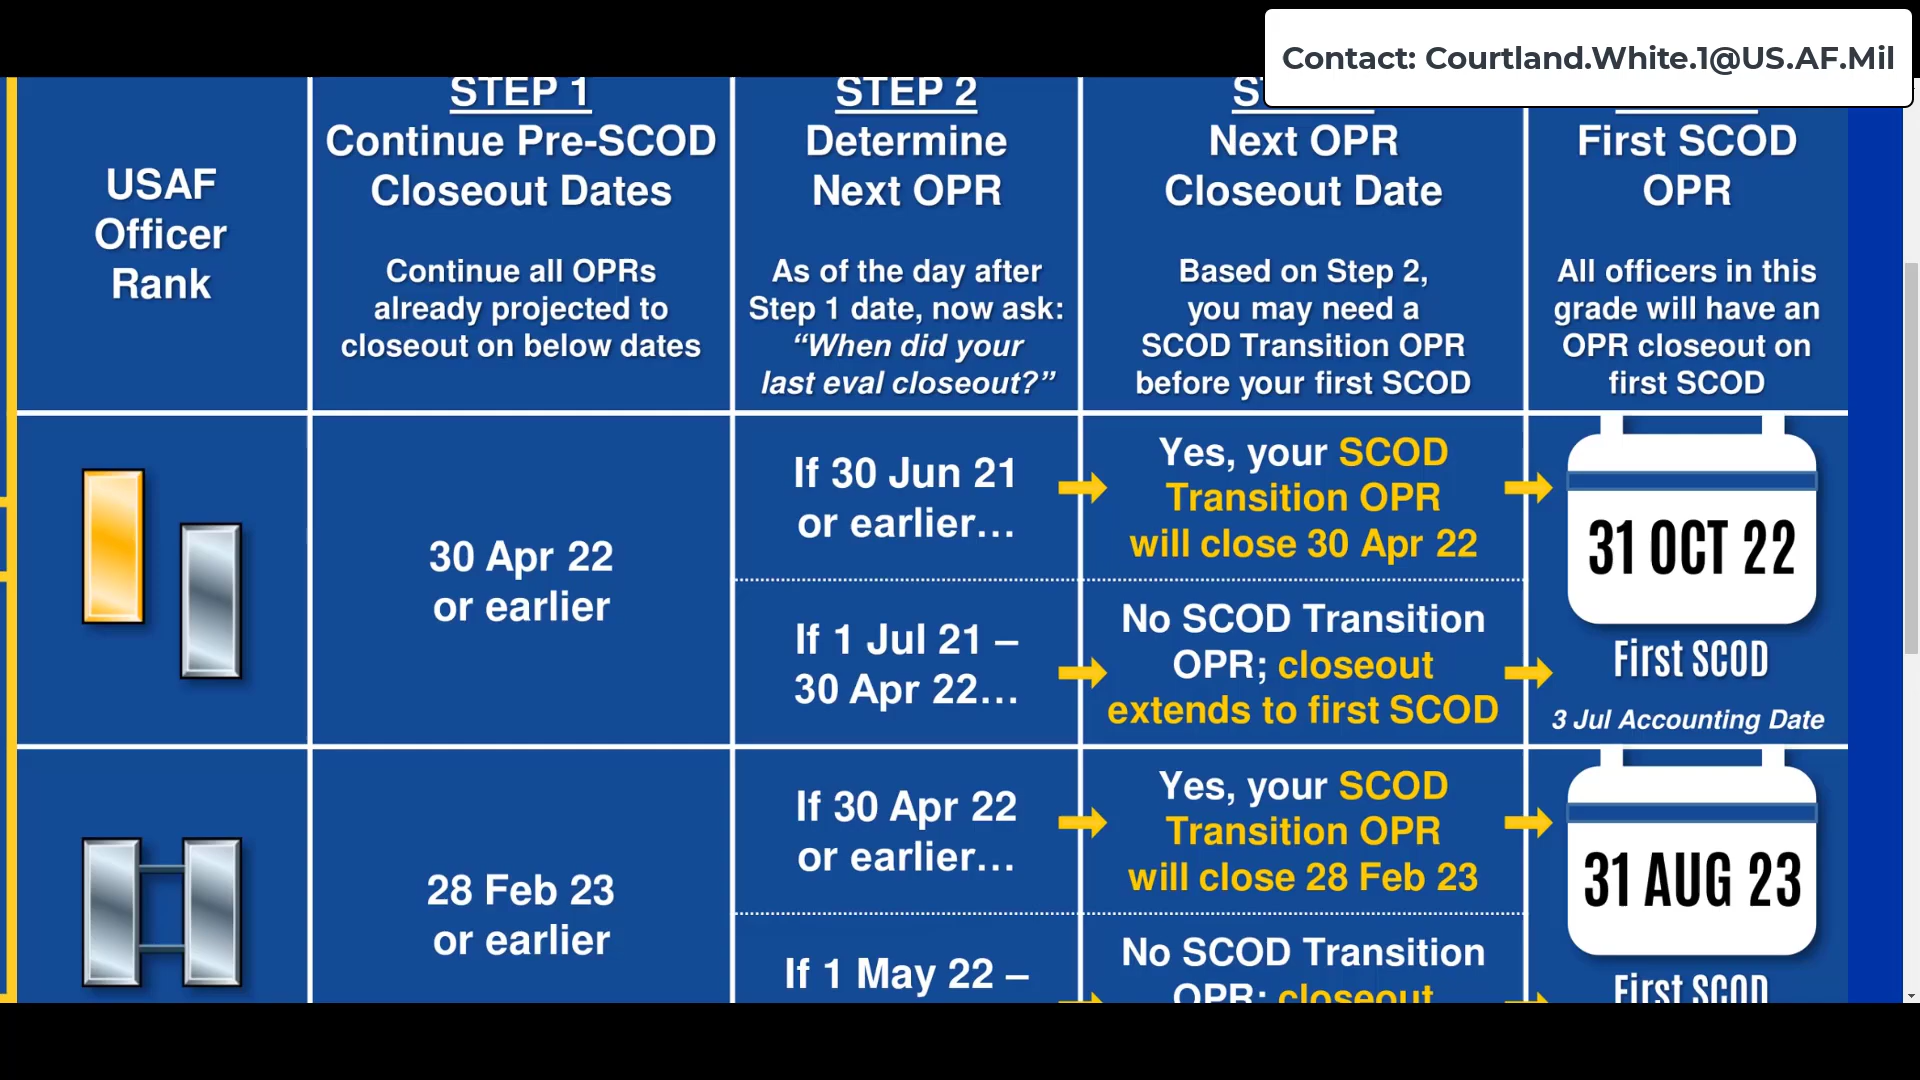 Contact: Courtland.White.1@US.AF.Mil
USAF
Officer
Rank
STEP 1
Continue Pre-SCOD
Closeout Dates
Continue all OPRs
already projected to
closeout on below dates
STEP 2
Determine
Next OPR
As of the day after
Step 1 date, now ask:
“When did your
last eval closeout?”
Next OPR
Closeout Date
Based on Step 2,
you may need a
SCOD Transition OPR
before your first SCOD
First SCOD
OPR
All officers in this
grade will have an
OPR closeout on
first SCOD
30 Apr 22
or earlier
If 30 Jun 21
or earlier…
Yes, your SCOD
Transition OPR
will close 30 Apr 22
If 1 Jul 21 –
30 Apr 22…
No SCOD Transition
OPR; closeout
extends to first SCOD
31 OCT 22
First SCOD
3 Jul Accounting Date
28 Feb 23
or earlier
If 30 Apr 22
or earlier…
Yes, your SCOD
Transition OPR
will close 28 Feb 23
If 1 May 22 –
No SCOD Transition
OPR; closeout
31 AUG 23
First SCOD